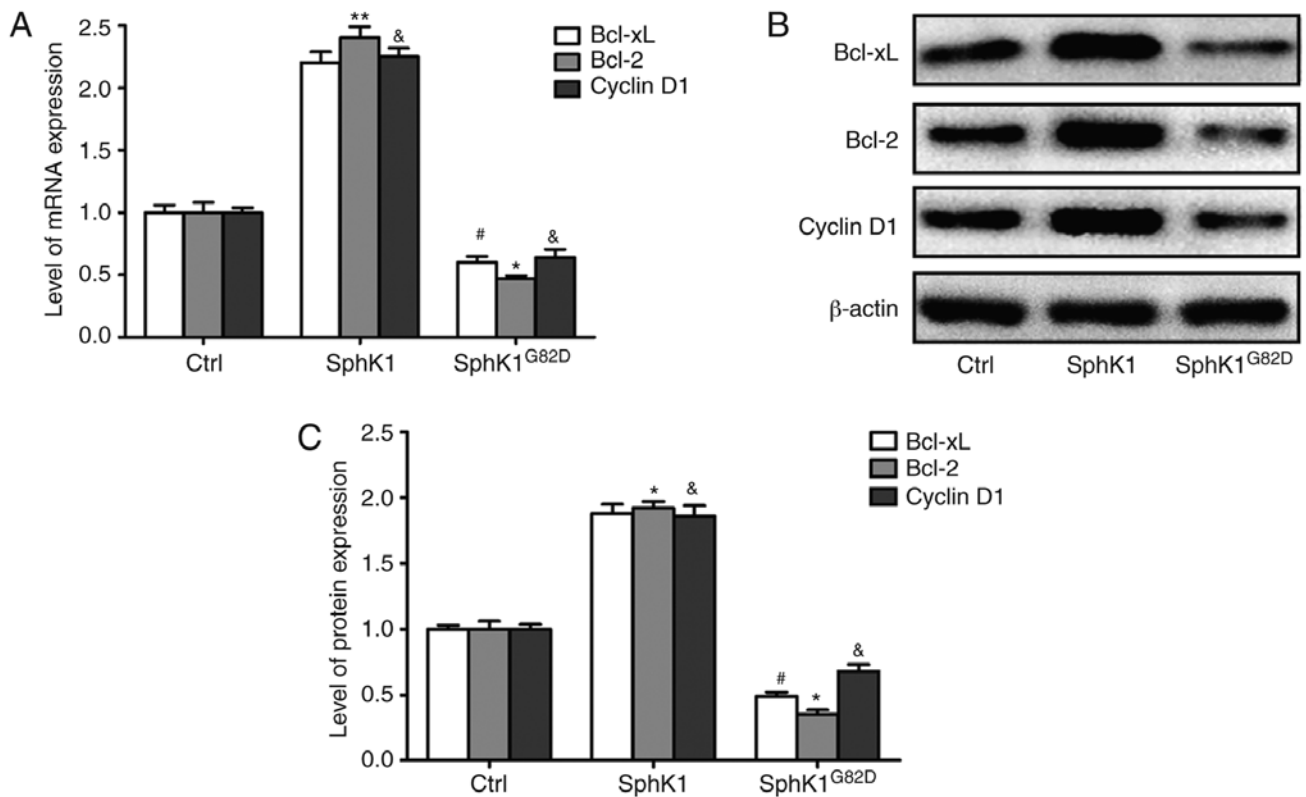 A
Level of mRNA expression
2.5
2.0
1.5
1.0
0.5
0.0
**
&
#
*
&
Bcl-xL
Bcl-2
Cyclin D1
Ctrl
SphK1
SphK1G82D
B
Bcl-xL
Bcl-2
Cyclin D1
β-actin
Ctrl
SphK1
SphK1G82D
C
Level of protein expression
2.5
2.0
1.5
1.0
0.5
0.0
*
&
#
*
&
Bcl-xL
Bcl-2
Cyclin D1
Ctrl
SphK1
SphK1G82D